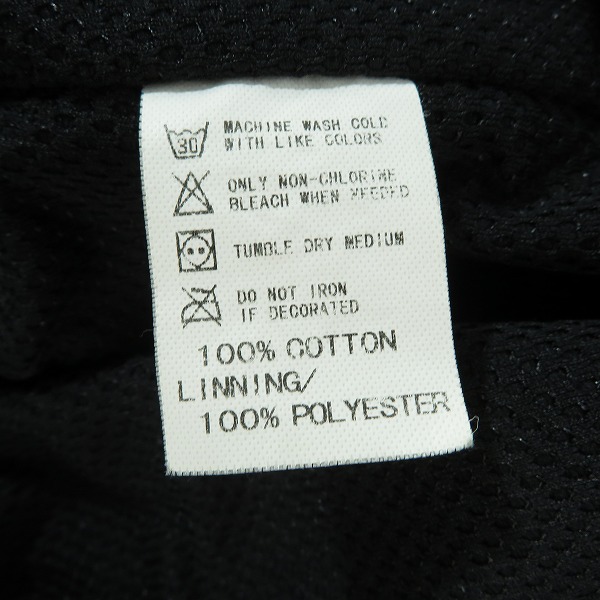 30
MACHINE WASH COLD
WITH LIKE COLORS
ONLY NON-CHLORINE
BLEACH WHEN NEEDED
TUMBLE DRY MEDIUM
DO NOT IRON
IF DECORATED
100% COTTON
LINNING/
100% POLYESTER